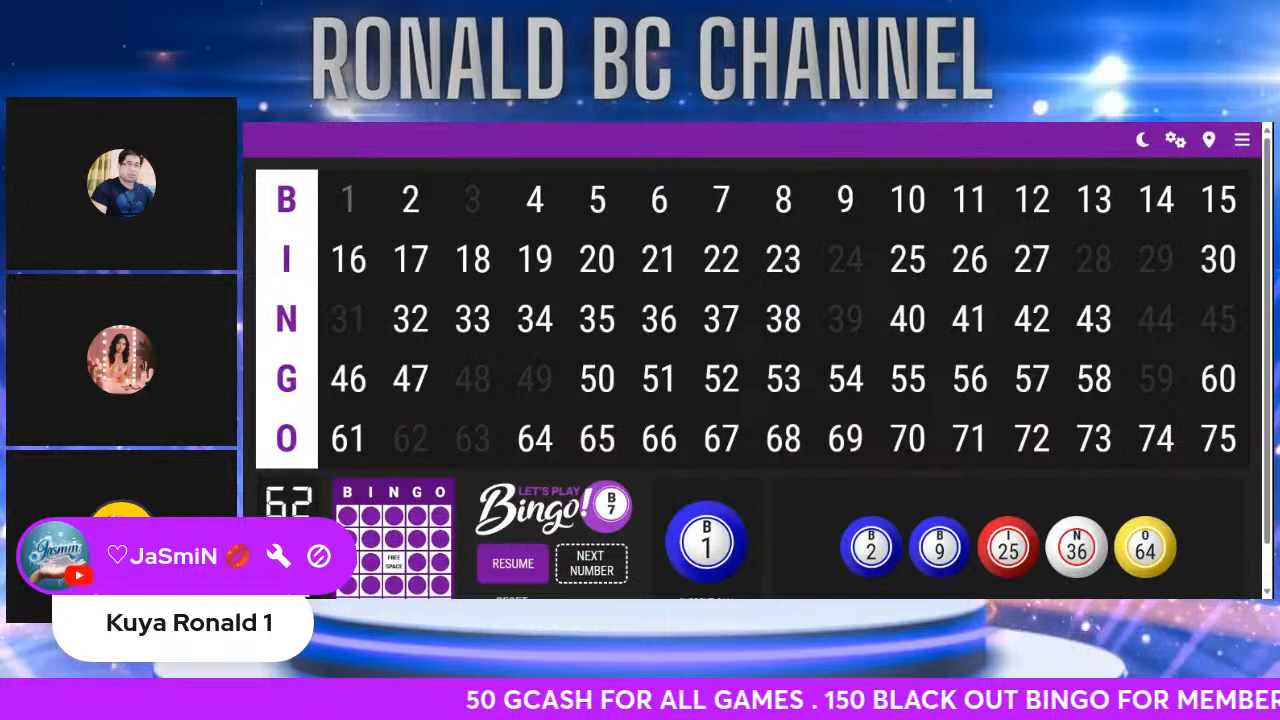 RONALD BC CHANNEL
B 1 2 3 4 5 6 7 8 9 10 11 12 13 14 15
I 16 17 18 19 20 21 22 23 24 25 26 27 28 29 30
N 31 32 33 34 35 36 37 38 39 40 41 42 43 44 45
G 46 47 48 49 50 51 52 53 54 55 56 57 58 59 60
O 61 62 63 64 65 66 67 68 69 70 71 72 73 74 75
62
B I N G O
FREE SPACE
LET'S PLAY
Bingo!
B 7
RESUME
NEXT NUMBER
B 1
B 2
B 9
I 25
N 36
O 64
Jasmin
♡JaSmiN 💋
Kuya Ronald 1
50 GCASH FOR ALL GAMES . 150 BLACK OUT BINGO FOR MEMBER